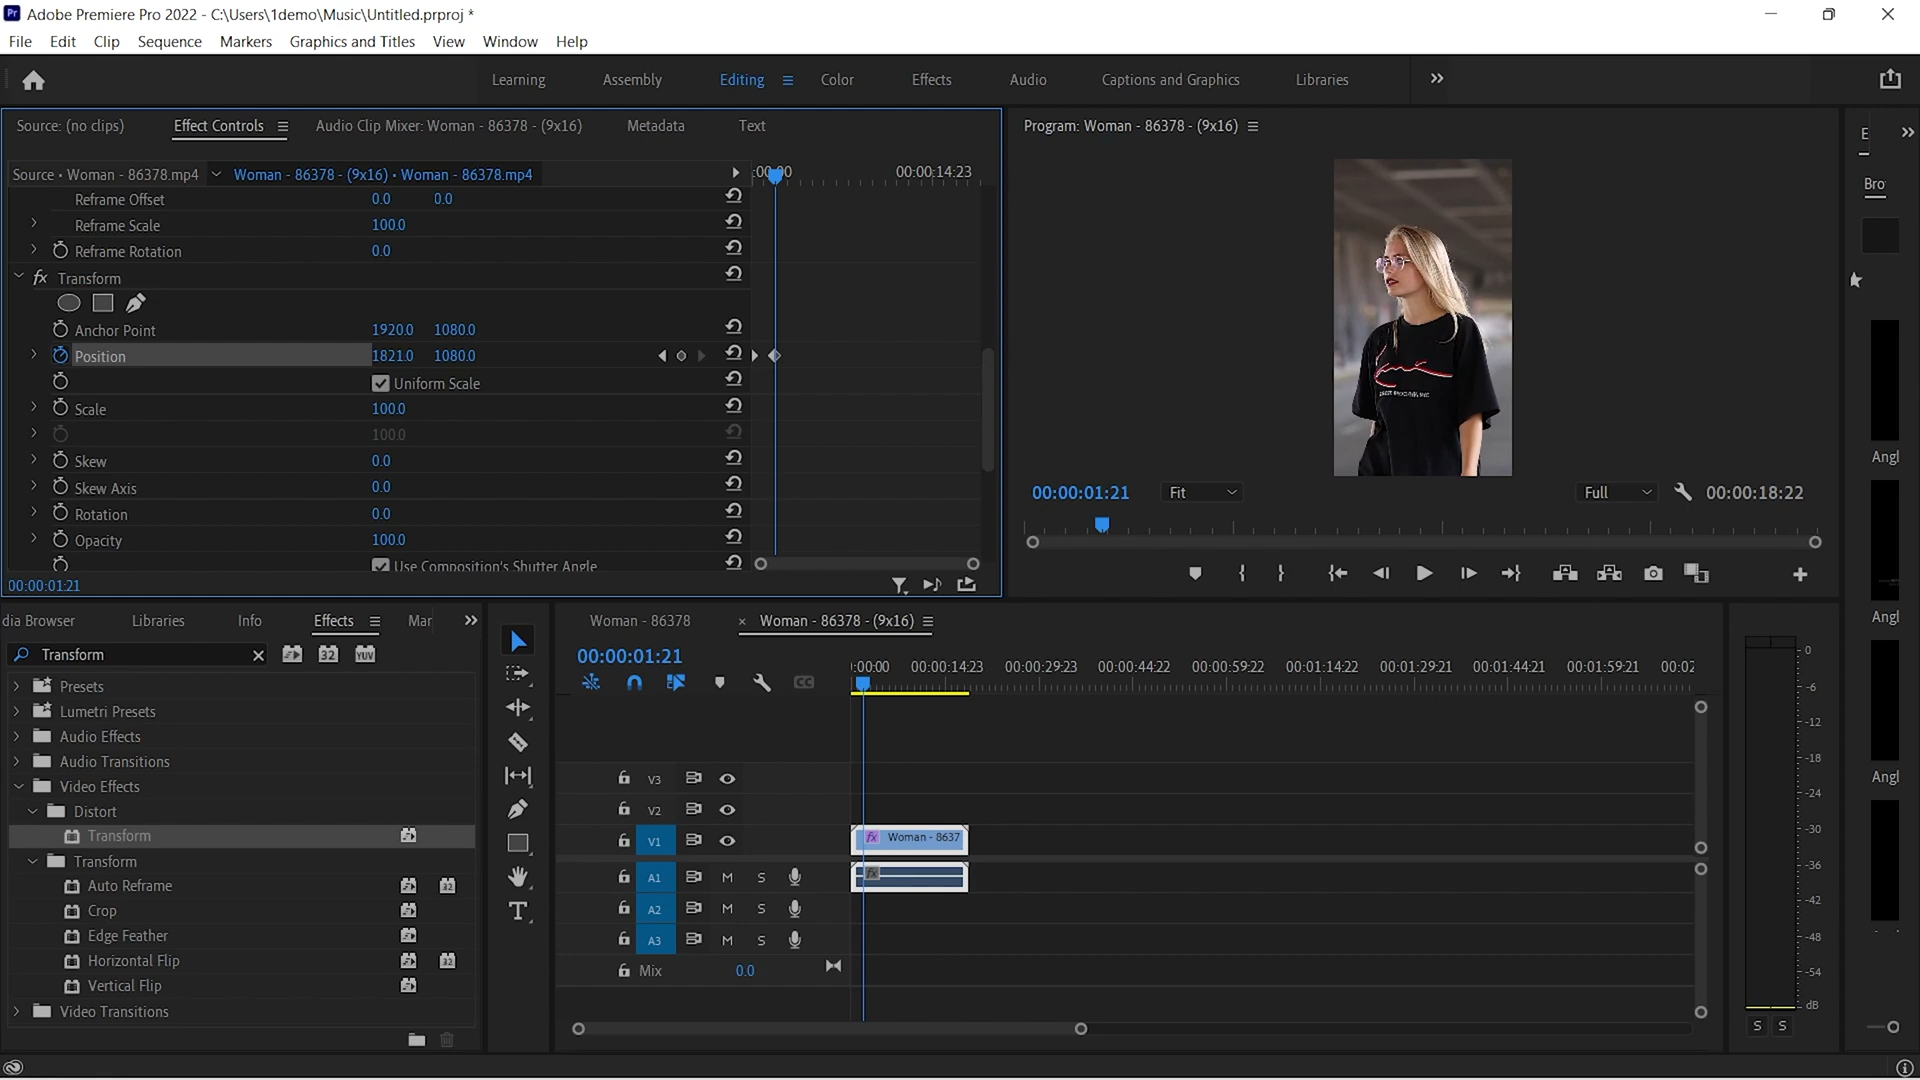 Adobe Premiere Pro 2022 - C:\Users\1demo\Music\Untitled.prproj *
File Edit Clip Sequence Markers Graphics and Titles View Window Help
Learning Assembly Editing Color Effects Audio Captions and Graphics Libraries
Source: (no clips) Effect Controls Audio Clip Mixer: Woman - 86378 - (9x16) Metadata Text
Source • Woman - 86378.mp4 Woman - 86378 - (9x16) • Woman - 86378.mp4
:00:00 00:00:14:23
Reframe Offset 0.0 0.0
Reframe Scale 100.0
Reframe Rotation 0.0
fx Transform
Anchor Point 1920.0 1080.0
Position 1821.0 1080.0
Uniform Scale
Scale 100.0
100.0
Skew 0.0
Skew Axis 0.0
Rotation 0.0
Opacity 100.0
Use Composition's Shutter Angle
00:00:01:21
Program: Woman - 86378 - (9x16)
00:00:01:21 Fit Full 00:00:18:22
E
Bro
Angl
Angl
Angl
dia Browser Libraries Info Effects Mar
Transform 32 YUV
Presets
Lumetri Presets
Audio Effects
Audio Transitions
Video Effects
Distort
Transform
Transform
Auto Reframe 32
Crop
Edge Feather
Horizontal Flip 32
Vertical Flip
Video Transitions
Woman - 86378 × Woman - 86378 - (9x16)
00:00:01:21
:00:00 00:00:14:23 00:00:29:23 00:00:44:22 00:00:59:22 00:01:14:22 00:01:29:21 00:01:44:21 00:01:59:21 00:02
CC
V3
V2
V1 fx Woman - 8637
A1 M S fx
A2 M S
A3 M S
Mix 0.0
0
-6
-12
-18
-24
-30
-36
-42
-48
-54
dB
S S